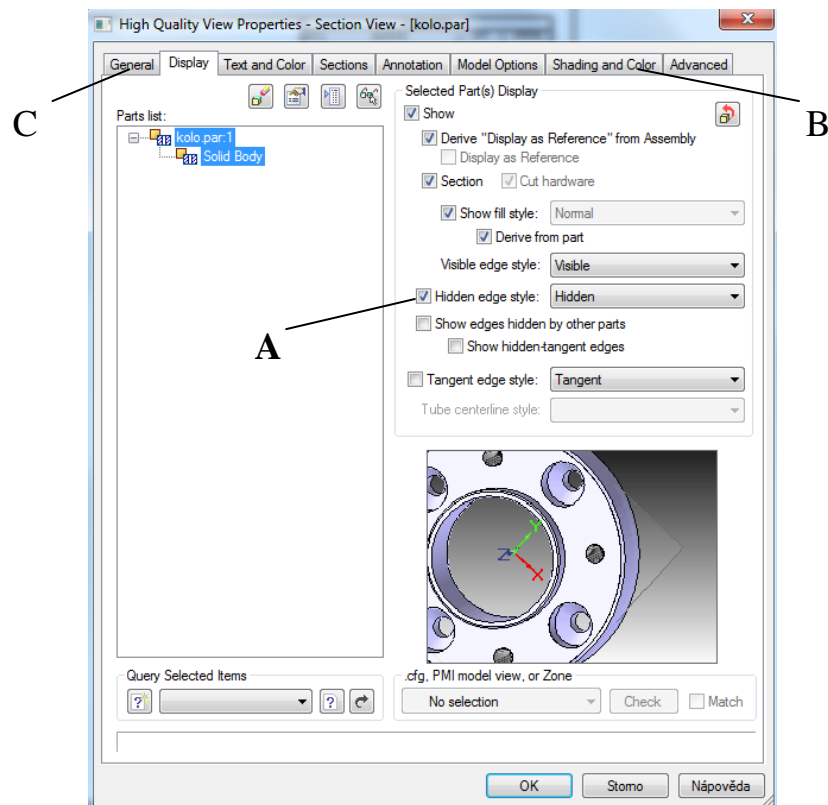 High Quality View Properties - Section View - [kolo.par]
General Display Text and Color Sections Annotation Model Options Shading and Color Advanced
C
B
Parts list:
kolo.par:1
Solid Body
Selected Part(s) Display
Show
Derive "Display as Reference" from Assembly
Display as Reference
Section Cut hardware
Show fill style: Normal
Derive from part
Visible edge style: Visible
Hidden edge style: Hidden
A
Show edges hidden by other parts
Show hidden-tangent edges
Tangent edge style: Tangent
Tube centerline style:
Y
Z
X
Query Selected Items
.cfg, PMI model view, or Zone
No selection Check Match
OK Storno Nápověda